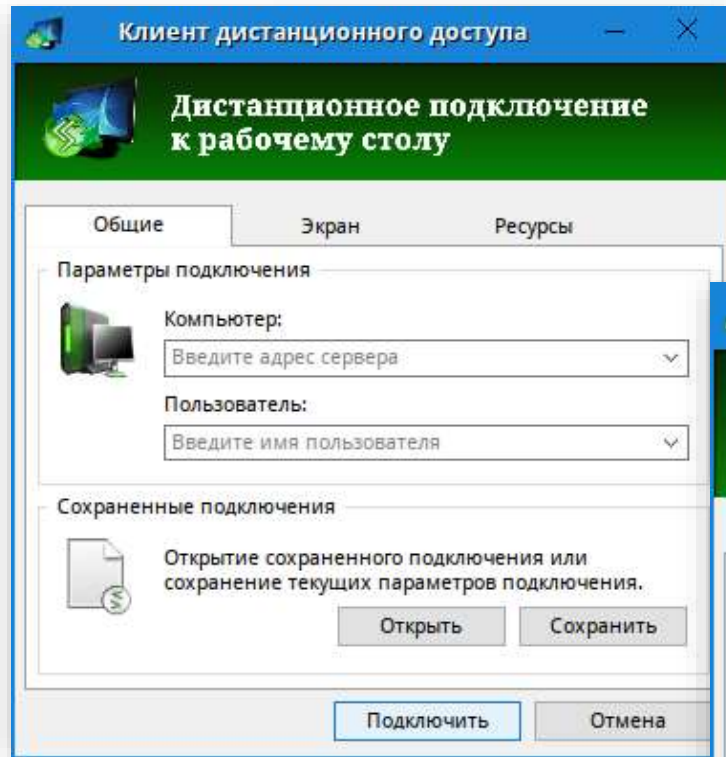 Клиент дистанционного доступа
Дистанционное подключение
к рабочему столу
Общие Экран Ресурсы
Параметры подключения
Компьютер:
Введите адрес сервера
Пользователь:
Введите имя пользователя
Сохраненные подключения
Открытие сохраненного подключения или
сохранение текущих параметров подключения.
Открыть Сохранить
Подключить Отмена